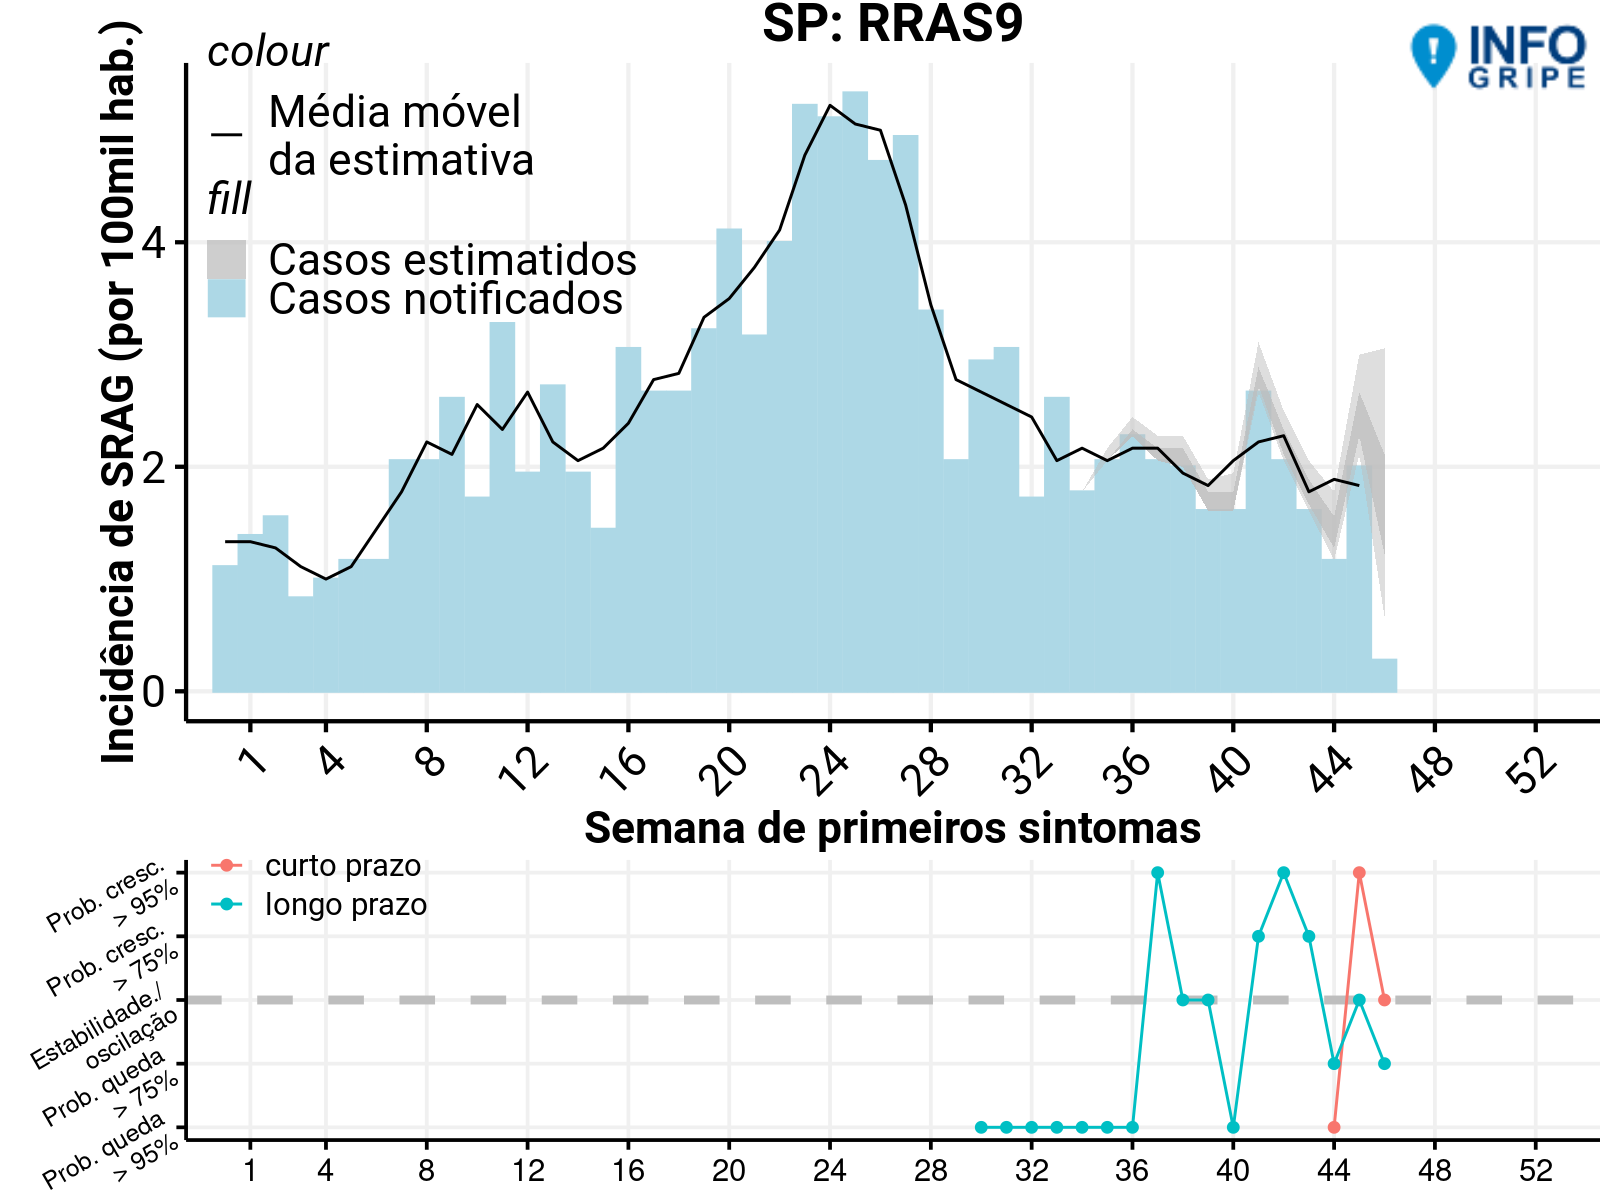 SP: RRAS9
INFO
GRIPE
Incidência de SRAG (por 100mil hab.)
colour
Média móvel
da estimativa
fill
Casos estimatidos
Casos notificados
4
2
0
1 4 8 12 16 20 24 28 32 36 40 44 48 52
Semana de primeiros sintomas
curto prazo
longo prazo
Prob. cresc.
> 95%
Prob. cresc.
> 75%
Estabilidade./
oscilação
Prob. queda
> 75%
Prob. queda
> 95%
1 4 8 12 16 20 24 28 32 36 40 44 48 52